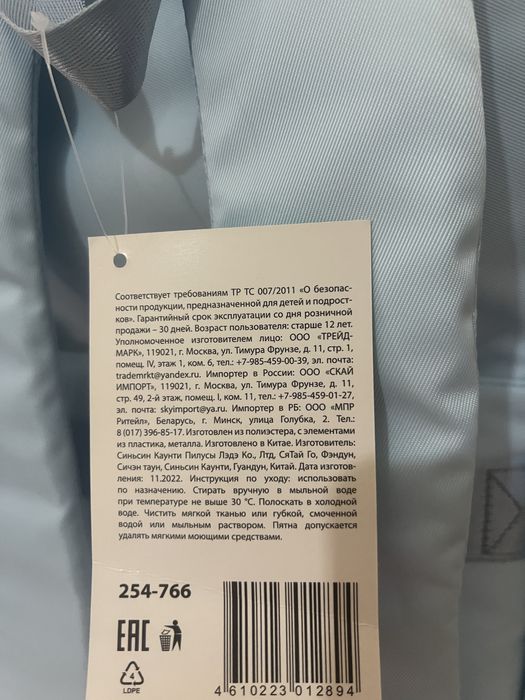 Соответствует требованиям ТР ТС 007/2011 «О безопас-
ности продукции, предназначенной для детей и подрост-
ков». Гарантийный срок эксплуатации со дня розничной
продажи – 30 дней. Возраст пользователя: старше 12 лет.
Уполномоченное изготовителем лицо: ООО «ТРЕЙД-
МАРК», 119021, г. Москва, ул. Тимура Фрунзе, д. 11, стр. 1,
помещ. IV, этаж 1, ком. 6, тел.: +7-985-459-00-39, эл. почта:
trademrkt@yandex.ru. Импортер в России: ООО «СКАЙ
ИМПОРТ», 119021, г. Москва, ул. Тимура Фрунзе, д. 11,
стр. 49, 2-й этаж, помещ. I, ком. 11, тел.: +7-985-459-01-27,
эл. почта: skyimport@ya.ru. Импортер в РБ: ООО «МПР
Ритейл», Беларусь, г. Минск, улица Голубка, 2. Тел.:
8 (017) 396-85-17. Изготовлен из полиэстера, с элементами
из пластика, металла. Изготовлено в Китае. Изготовитель:
Синьсин Каунти Пилусы Лэдэ Ко., Лтд, СяТай Го, Фэндун,
Сичэн таун, Синьсин Каунти, Гуандун, Китай. Дата изготов-
ления: 11.2022. Инструкция по уходу: использовать
по назначению. Стирать вручную в мыльной воде
при температуре не выше 30 °С. Полоскать в холодной
воде. Чистить мягкой тканью или губкой, смоченной
водой или мыльным раствором. Пятна допускается
удалять мягкими моющими средствами.
254-766
ЕАС
4
LDPE
4 610223 012894